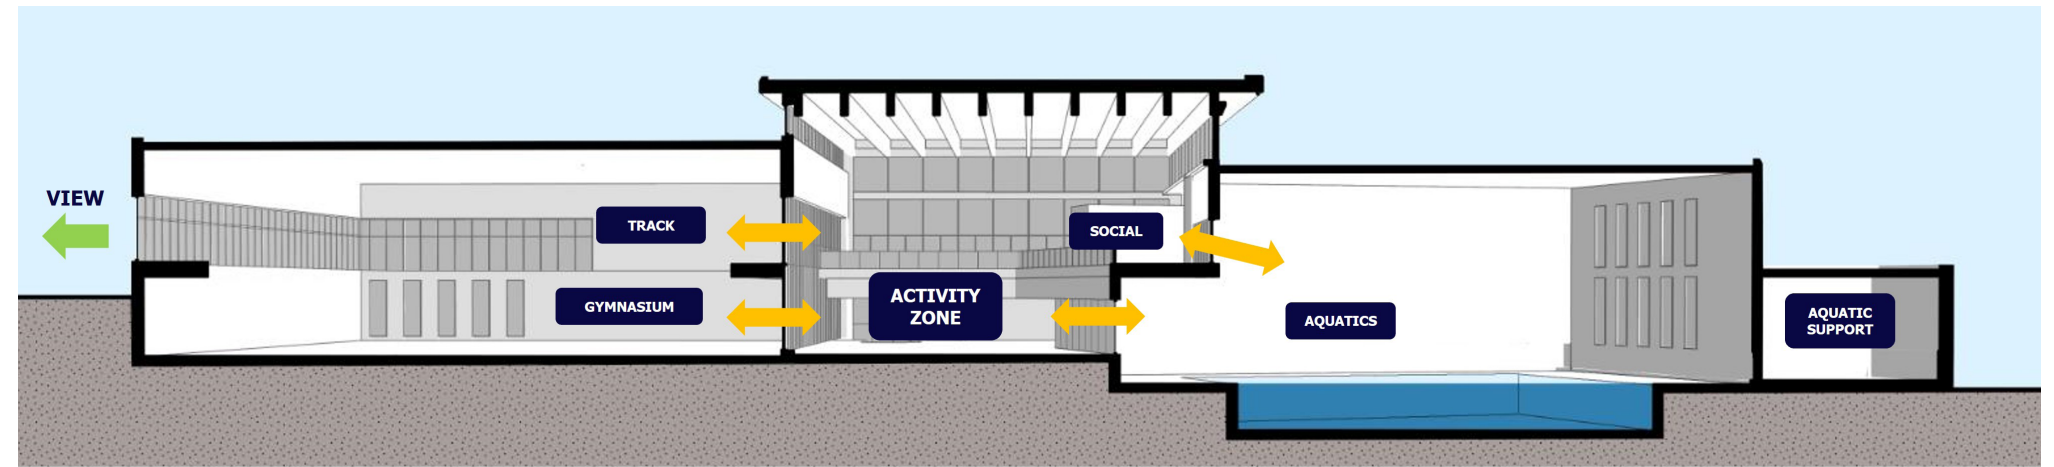 VIEW
TRACK
SOCIAL
GYMNASIUM
ACTIVITY
ZONE
AQUATICS
AQUATIC
SUPPORT